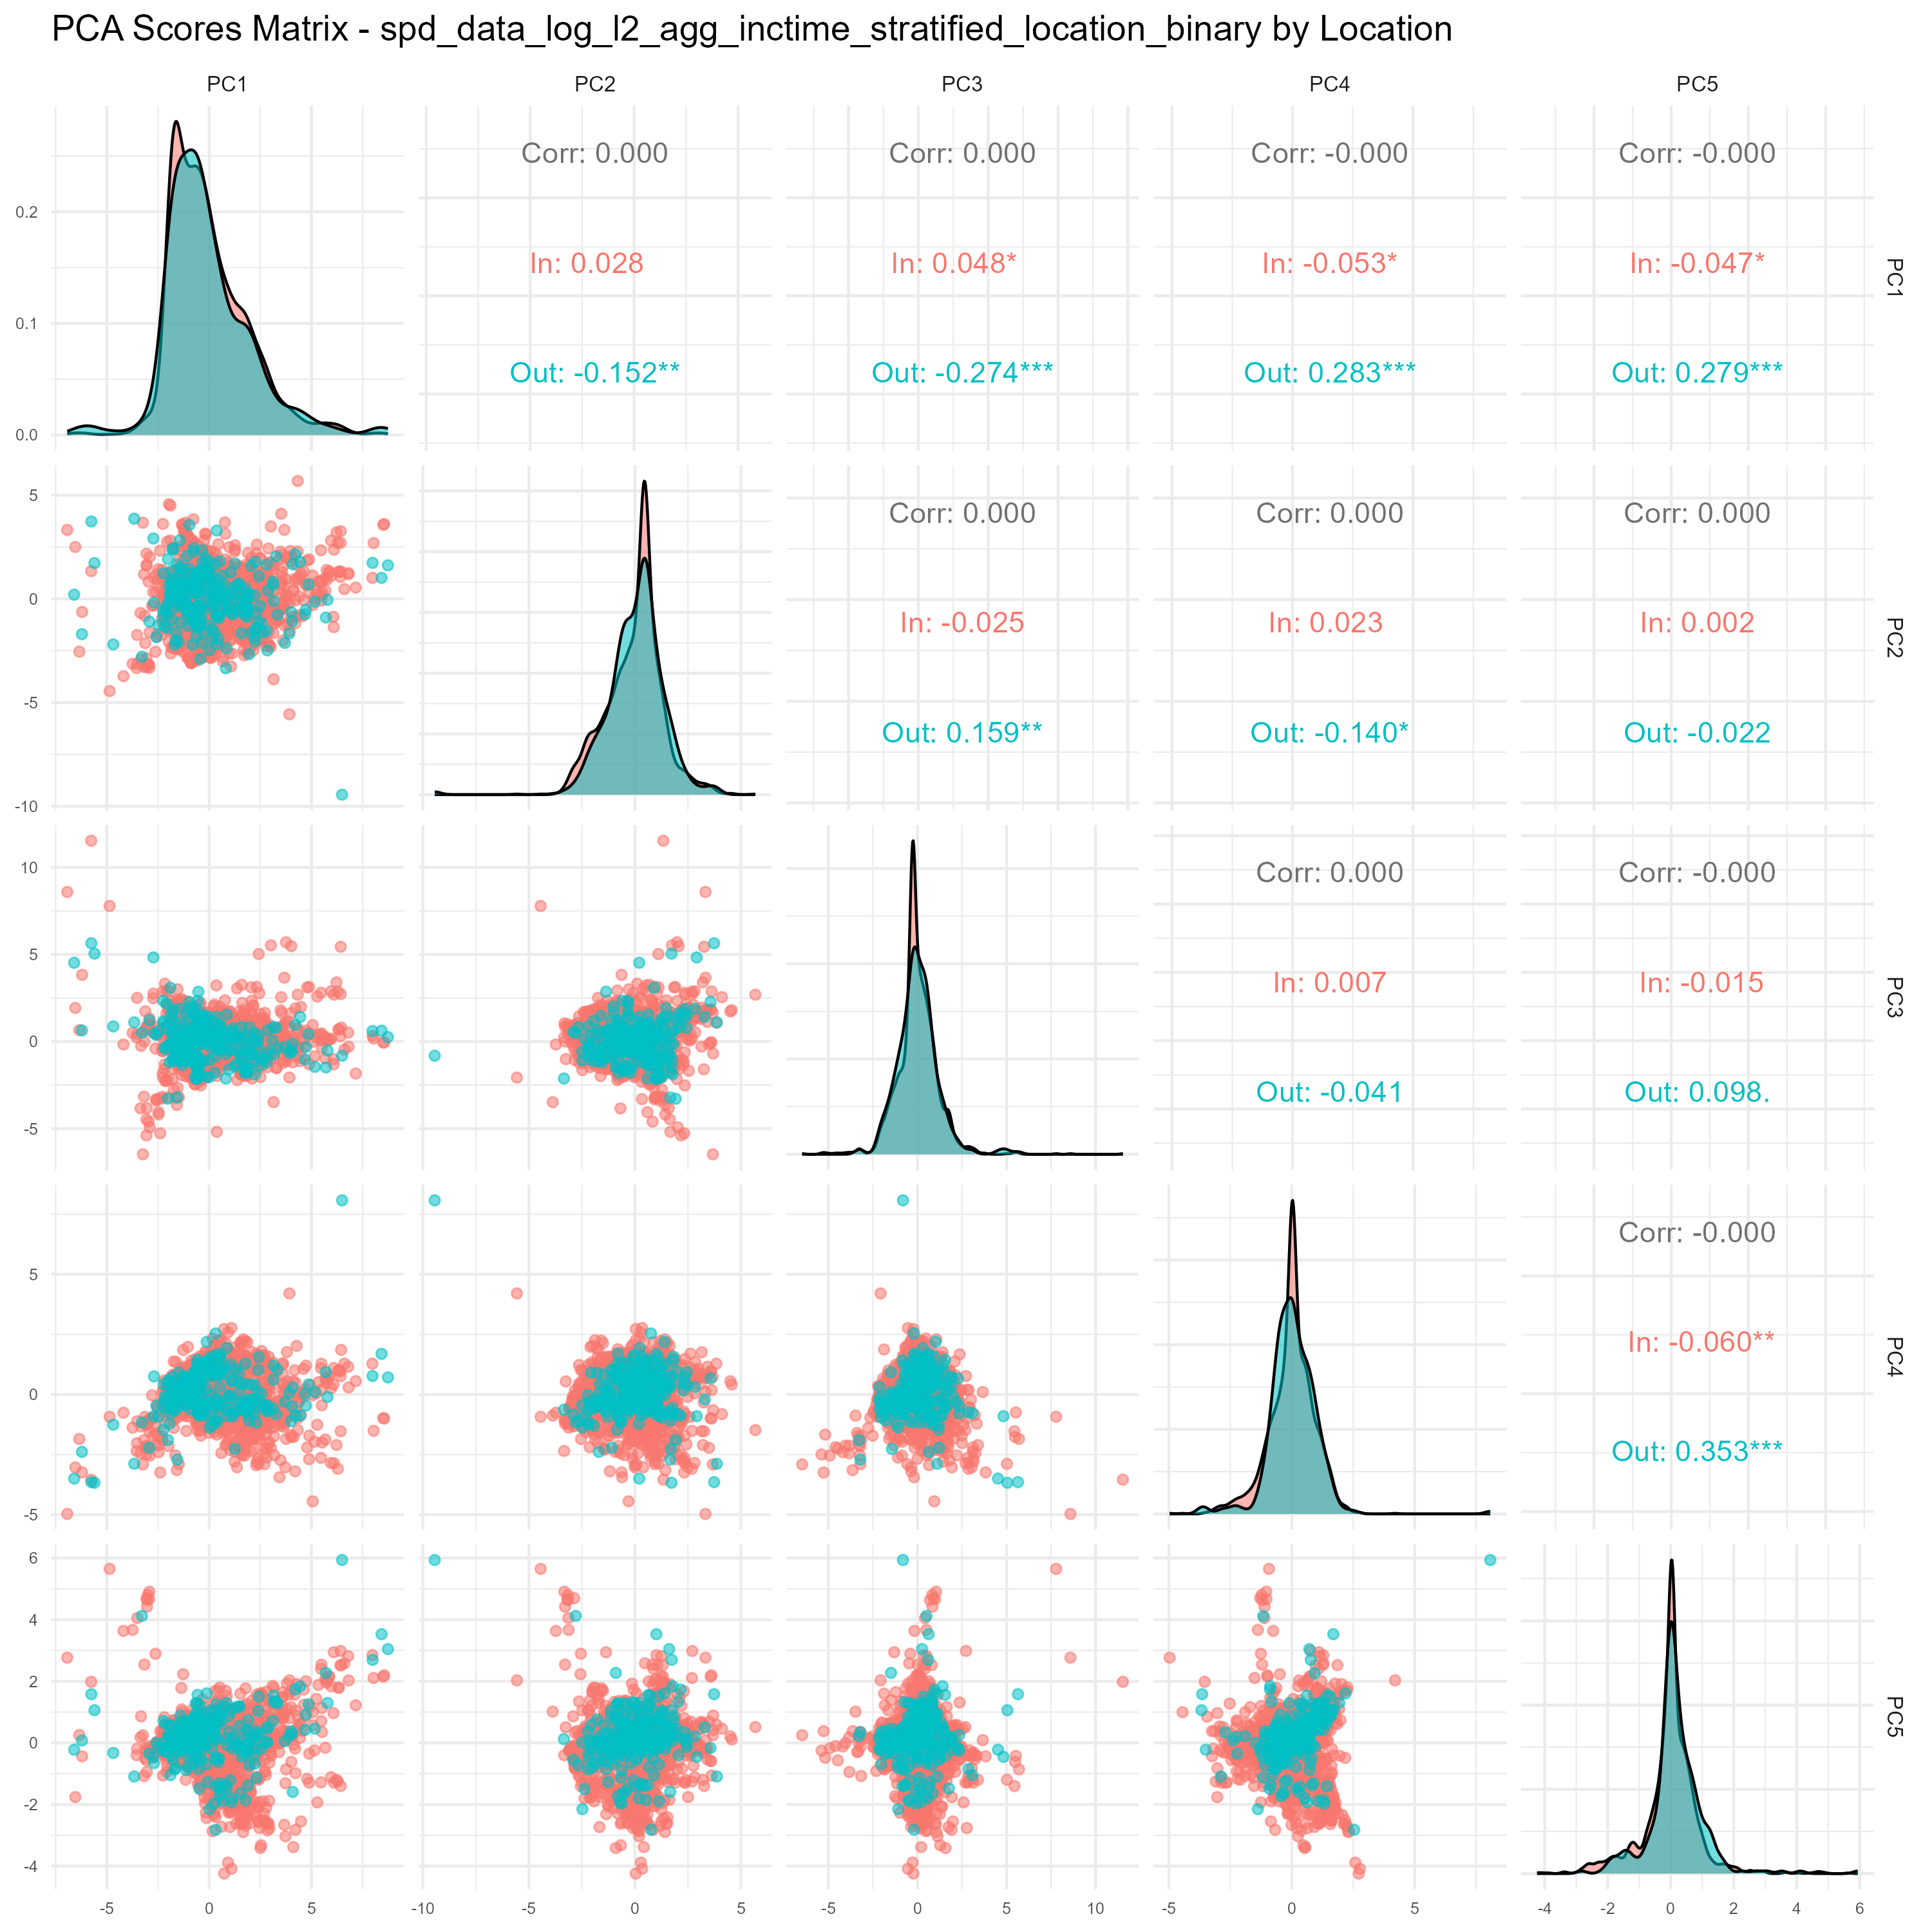 PCA Scores Matrix - spd_data_log_l2_agg_inctime_stratified_location_binary by Location
PC1 PC2 PC3 PC4 PC5
Corr: 0.000 Corr: 0.000 Corr: -0.000 Corr: -0.000
0.2
In: 0.028 In: 0.048* In: -0.053* In: -0.047*
PC1
0.1
Out: -0.152** Out: -0.274*** Out: 0.283*** Out: 0.279***
0.0
5
Corr: 0.000 Corr: 0.000 Corr: 0.000
0
In: -0.025 In: 0.023 In: 0.002
PC2
-5
Out: 0.159** Out: -0.140* Out: -0.022
-10
10
Corr: 0.000 Corr: -0.000
5
In: 0.007 In: -0.015
PC3
0
Out: -0.041 Out: 0.098.
-5
Corr: -0.000
5
In: -0.060**
PC4
0
Out: 0.353***
-5
6
4
2
PC5
0
-2
-4
-5 0 5 -10 -5 0 5 -5 0 5 10 -5 0 5 -4 -2 0 2 4 6